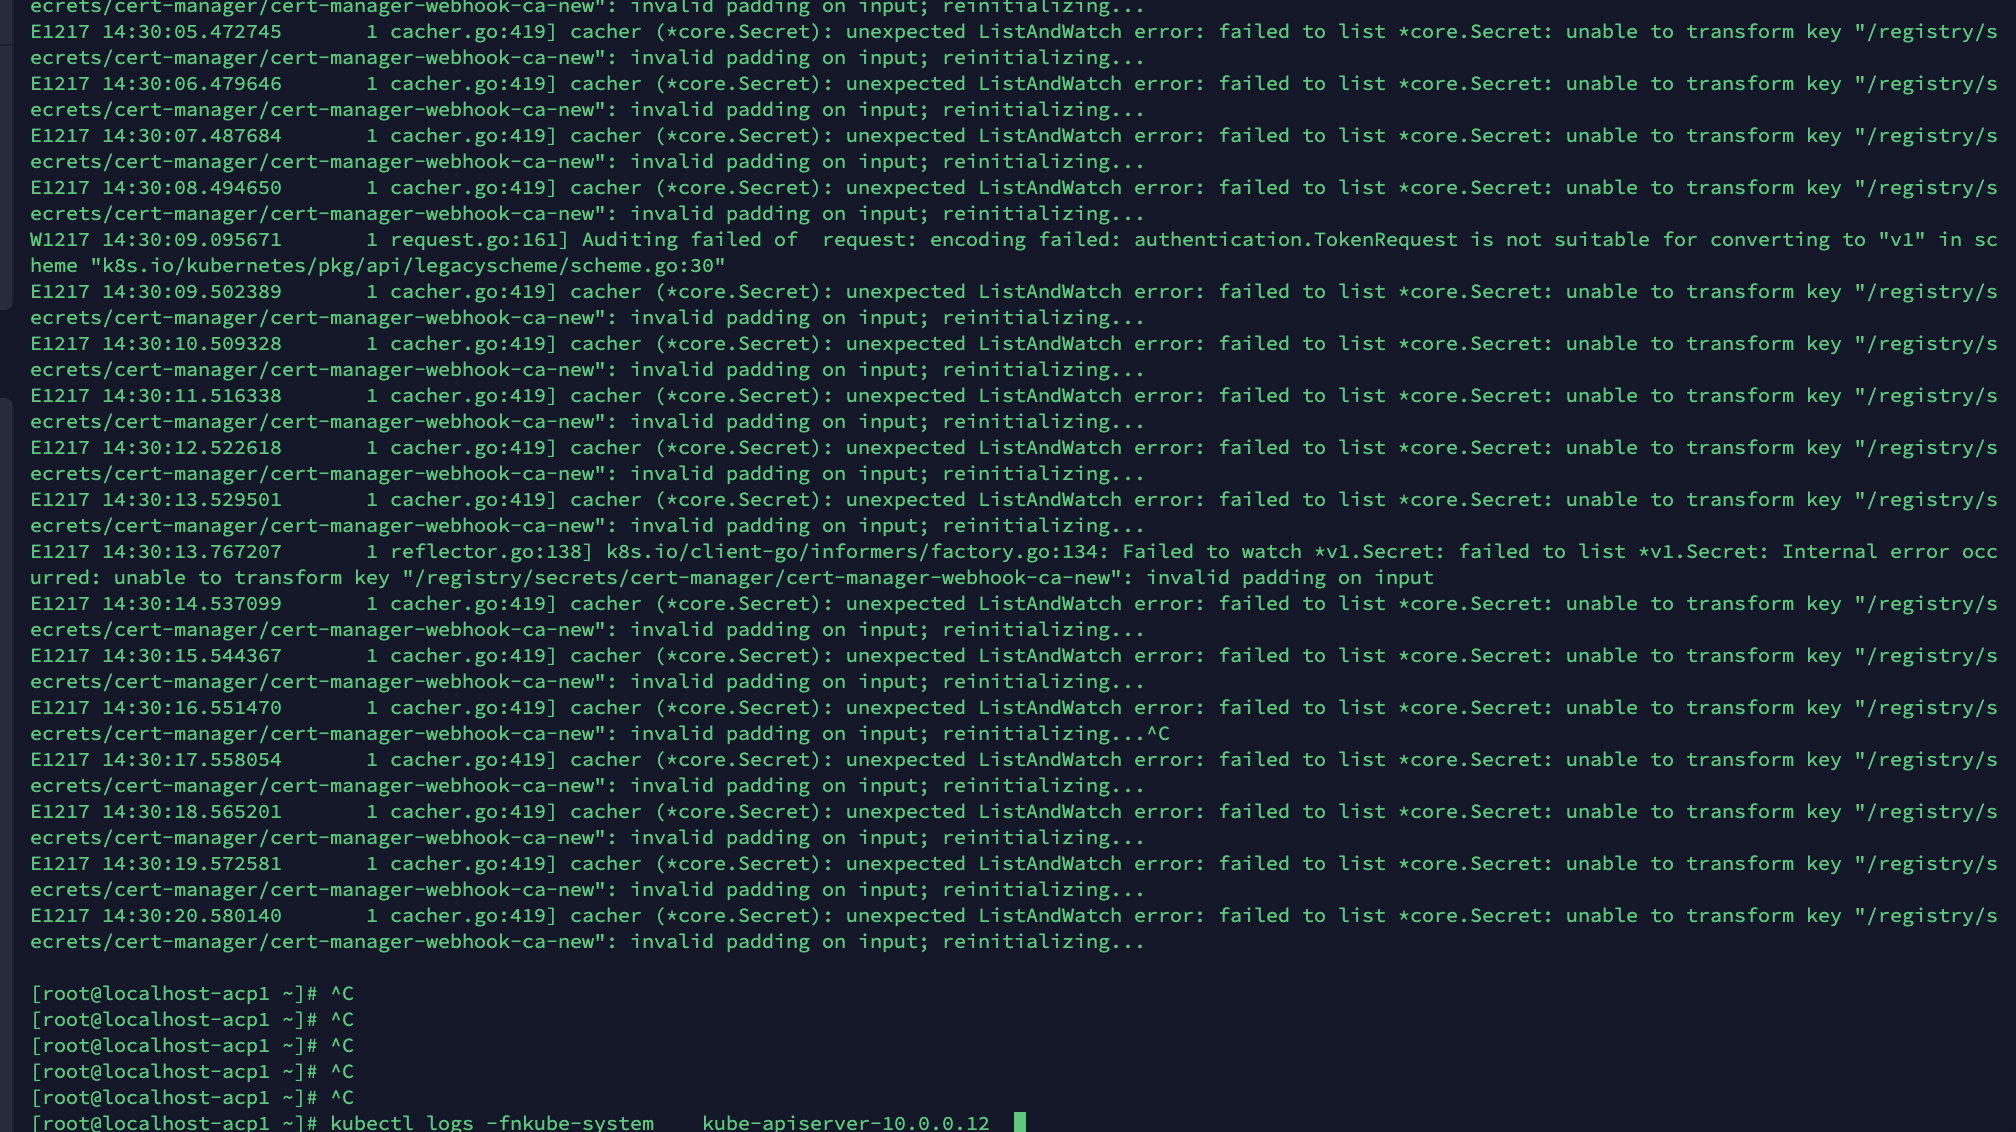 ecrets/cert-manager/cert-manager-webhook-ca-new": invalid padding on input; reinitializing...
E1217 14:30:05.472745       1 cacher.go:419] cacher (*core.Secret): unexpected ListAndWatch error: failed to list *core.Secret: unable to transform key "/registry/s
ecrets/cert-manager/cert-manager-webhook-ca-new": invalid padding on input; reinitializing...
E1217 14:30:06.479646       1 cacher.go:419] cacher (*core.Secret): unexpected ListAndWatch error: failed to list *core.Secret: unable to transform key "/registry/s
ecrets/cert-manager/cert-manager-webhook-ca-new": invalid padding on input; reinitializing...
E1217 14:30:07.487684       1 cacher.go:419] cacher (*core.Secret): unexpected ListAndWatch error: failed to list *core.Secret: unable to transform key "/registry/s
ecrets/cert-manager/cert-manager-webhook-ca-new": invalid padding on input; reinitializing...
E1217 14:30:08.494650       1 cacher.go:419] cacher (*core.Secret): unexpected ListAndWatch error: failed to list *core.Secret: unable to transform key "/registry/s
ecrets/cert-manager/cert-manager-webhook-ca-new": invalid padding on input; reinitializing...
W1217 14:30:09.095671       1 request.go:161] Auditing failed of  request: encoding failed: authentication.TokenRequest is not suitable for converting to "v1" in sc
heme "k8s.io/kubernetes/pkg/api/legacyscheme/scheme.go:30"
E1217 14:30:09.502389       1 cacher.go:419] cacher (*core.Secret): unexpected ListAndWatch error: failed to list *core.Secret: unable to transform key "/registry/s
ecrets/cert-manager/cert-manager-webhook-ca-new": invalid padding on input; reinitializing...
E1217 14:30:10.509328       1 cacher.go:419] cacher (*core.Secret): unexpected ListAndWatch error: failed to list *core.Secret: unable to transform key "/registry/s
ecrets/cert-manager/cert-manager-webhook-ca-new": invalid padding on input; reinitializing...
E1217 14:30:11.516338       1 cacher.go:419] cacher (*core.Secret): unexpected ListAndWatch error: failed to list *core.Secret: unable to transform key "/registry/s
ecrets/cert-manager/cert-manager-webhook-ca-new": invalid padding on input; reinitializing...
E1217 14:30:12.522618       1 cacher.go:419] cacher (*core.Secret): unexpected ListAndWatch error: failed to list *core.Secret: unable to transform key "/registry/s
ecrets/cert-manager/cert-manager-webhook-ca-new": invalid padding on input; reinitializing...
E1217 14:30:13.529501       1 cacher.go:419] cacher (*core.Secret): unexpected ListAndWatch error: failed to list *core.Secret: unable to transform key "/registry/s
ecrets/cert-manager/cert-manager-webhook-ca-new": invalid padding on input; reinitializing...
E1217 14:30:13.767207       1 reflector.go:138] k8s.io/client-go/informers/factory.go:134: Failed to watch *v1.Secret: failed to list *v1.Secret: Internal error occ
urred: unable to transform key "/registry/secrets/cert-manager/cert-manager-webhook-ca-new": invalid padding on input
E1217 14:30:14.537099       1 cacher.go:419] cacher (*core.Secret): unexpected ListAndWatch error: failed to list *core.Secret: unable to transform key "/registry/s
ecrets/cert-manager/cert-manager-webhook-ca-new": invalid padding on input; reinitializing...
E1217 14:30:15.544367       1 cacher.go:419] cacher (*core.Secret): unexpected ListAndWatch error: failed to list *core.Secret: unable to transform key "/registry/s
ecrets/cert-manager/cert-manager-webhook-ca-new": invalid padding on input; reinitializing...
E1217 14:30:16.551470       1 cacher.go:419] cacher (*core.Secret): unexpected ListAndWatch error: failed to list *core.Secret: unable to transform key "/registry/s
ecrets/cert-manager/cert-manager-webhook-ca-new": invalid padding on input; reinitializing...^C
E1217 14:30:17.558054       1 cacher.go:419] cacher (*core.Secret): unexpected ListAndWatch error: failed to list *core.Secret: unable to transform key "/registry/s
ecrets/cert-manager/cert-manager-webhook-ca-new": invalid padding on input; reinitializing...
E1217 14:30:18.565201       1 cacher.go:419] cacher (*core.Secret): unexpected ListAndWatch error: failed to list *core.Secret: unable to transform key "/registry/s
ecrets/cert-manager/cert-manager-webhook-ca-new": invalid padding on input; reinitializing...
E1217 14:30:19.572581       1 cacher.go:419] cacher (*core.Secret): unexpected ListAndWatch error: failed to list *core.Secret: unable to transform key "/registry/s
ecrets/cert-manager/cert-manager-webhook-ca-new": invalid padding on input; reinitializing...
E1217 14:30:20.580140       1 cacher.go:419] cacher (*core.Secret): unexpected ListAndWatch error: failed to list *core.Secret: unable to transform key "/registry/s
ecrets/cert-manager/cert-manager-webhook-ca-new": invalid padding on input; reinitializing...
[root@localhost-acp1 ~]# ^C
[root@localhost-acp1 ~]# ^C
[root@localhost-acp1 ~]# ^C
[root@localhost-acp1 ~]# ^C
[root@localhost-acp1 ~]# ^C
[root@localhost-acp1 ~]# kubectl logs -fnkube-system    kube-apiserver-10.0.0.12